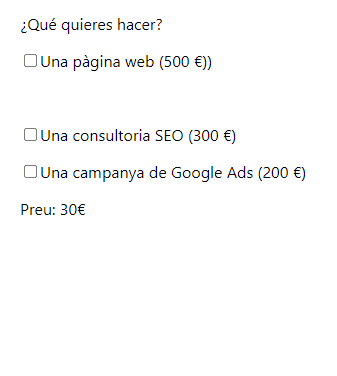 ¿Qué quieres hacer?
Una pàgina web (500 €))
Una consultoria SEO (300 €)
Una campanya de Google Ads (200 €)
Preu: 30€